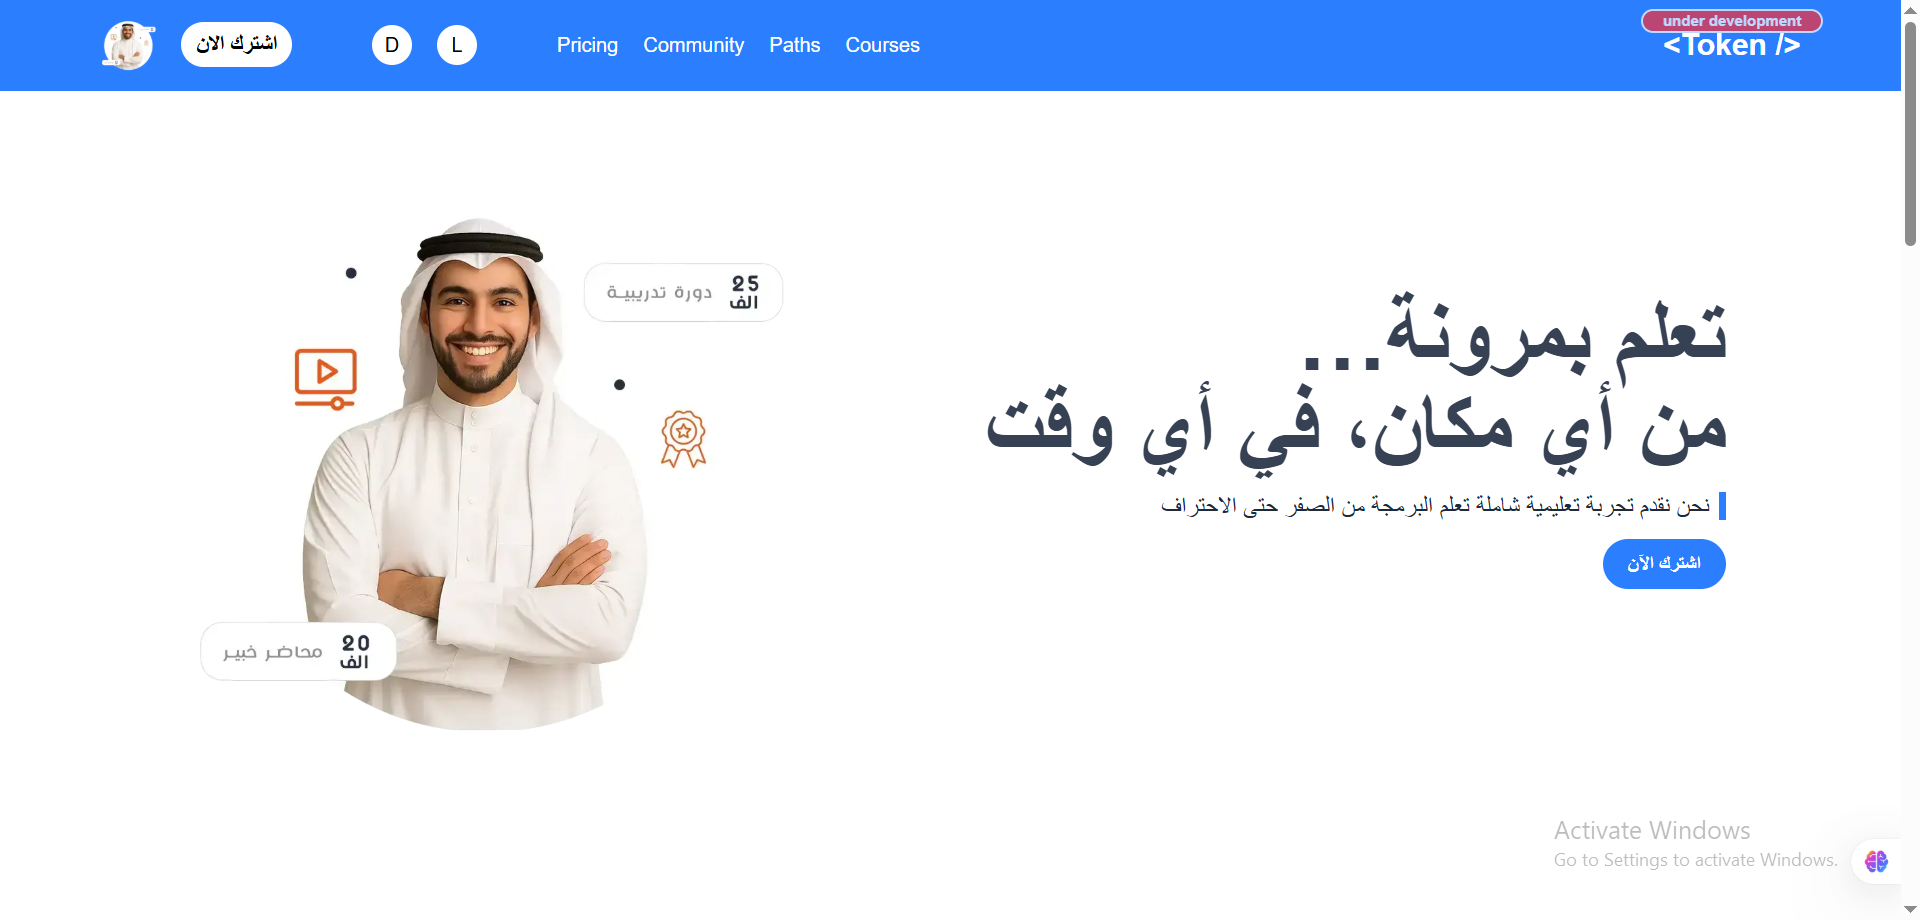 under development
<Token />
Courses
Paths
Community
Pricing
L
D
اشترك الان
تعلم بمرونة...
من أي مكان، في أي وقت
نحن نقدم تجربة تعليمية شاملة تعلم البرمجة من الصفر حتى الاحتراف
اشترك الآن
25
الف
دورة تدريبية
20
الف
محاضر خبير
Activate Windows
Go to Settings to activate Windows.